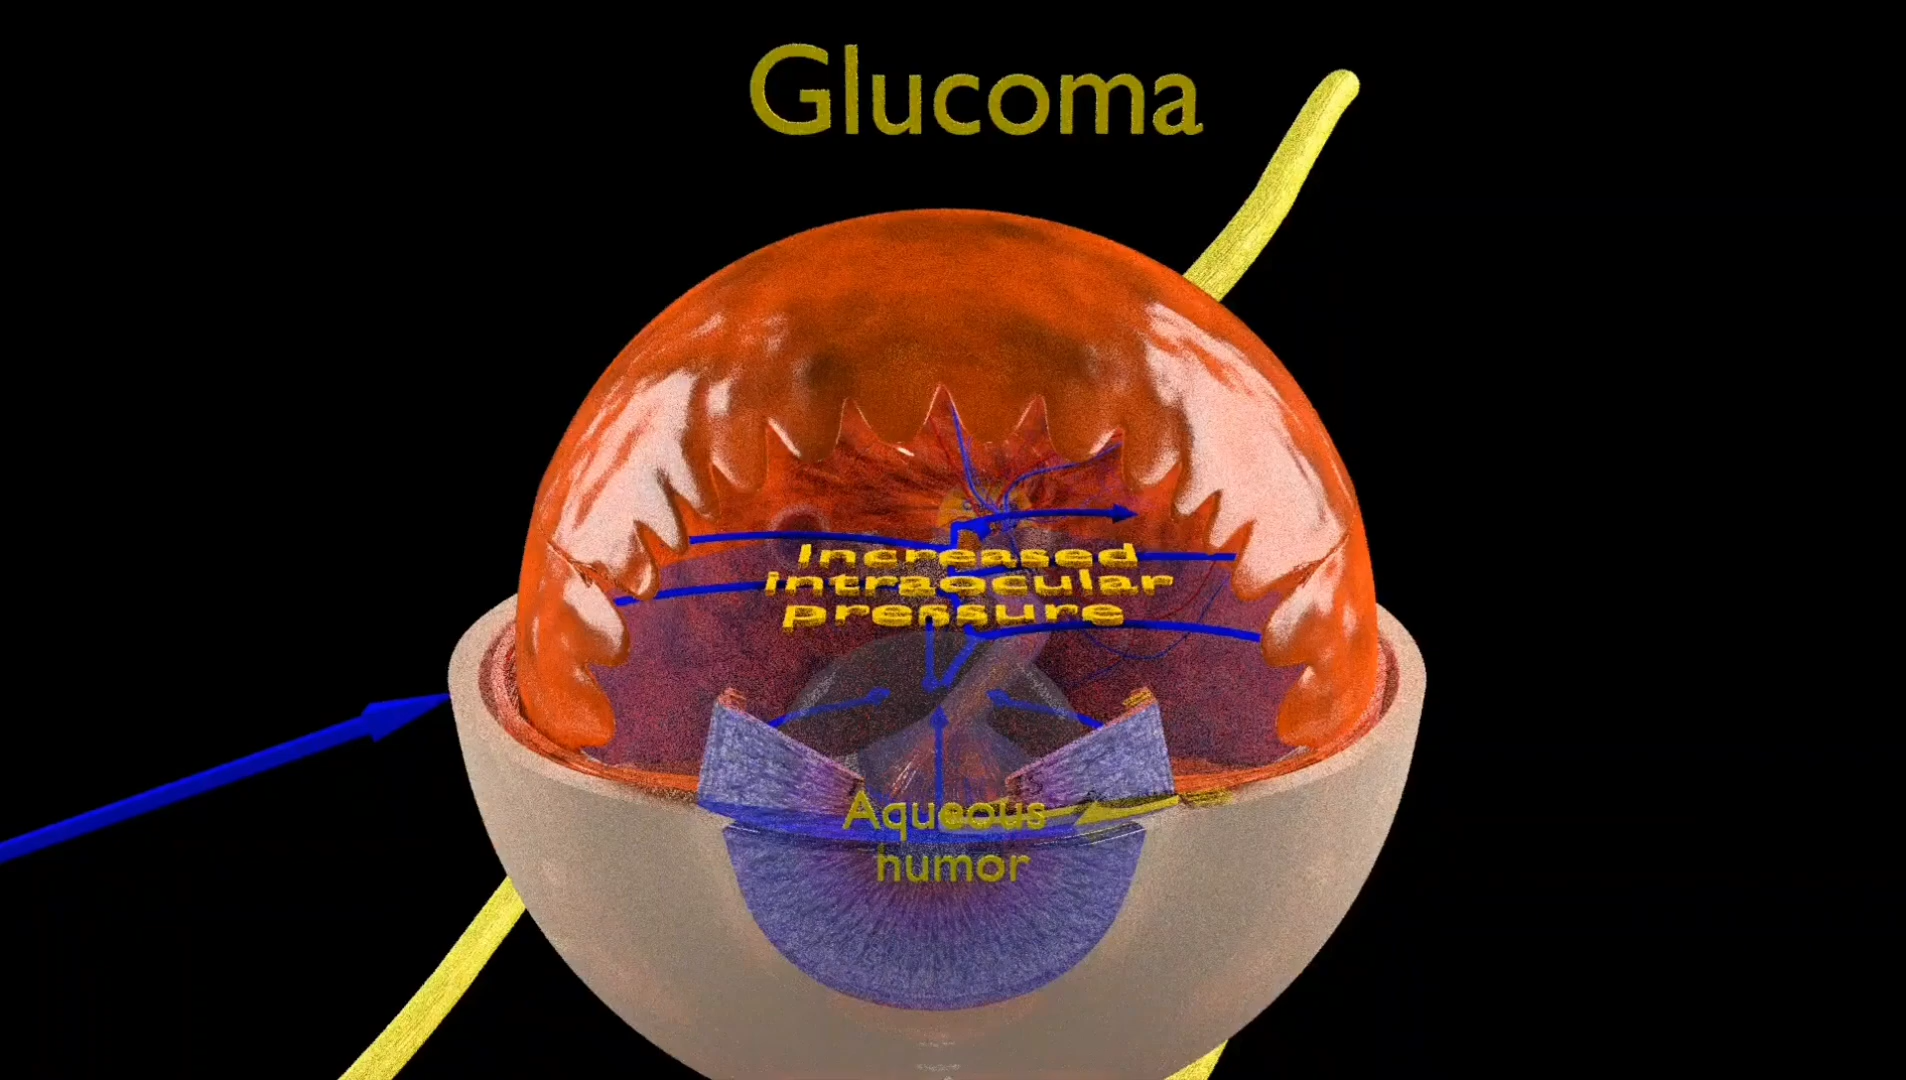 Glucoma
Increased
intraocular
pressure
Aqueous
humor